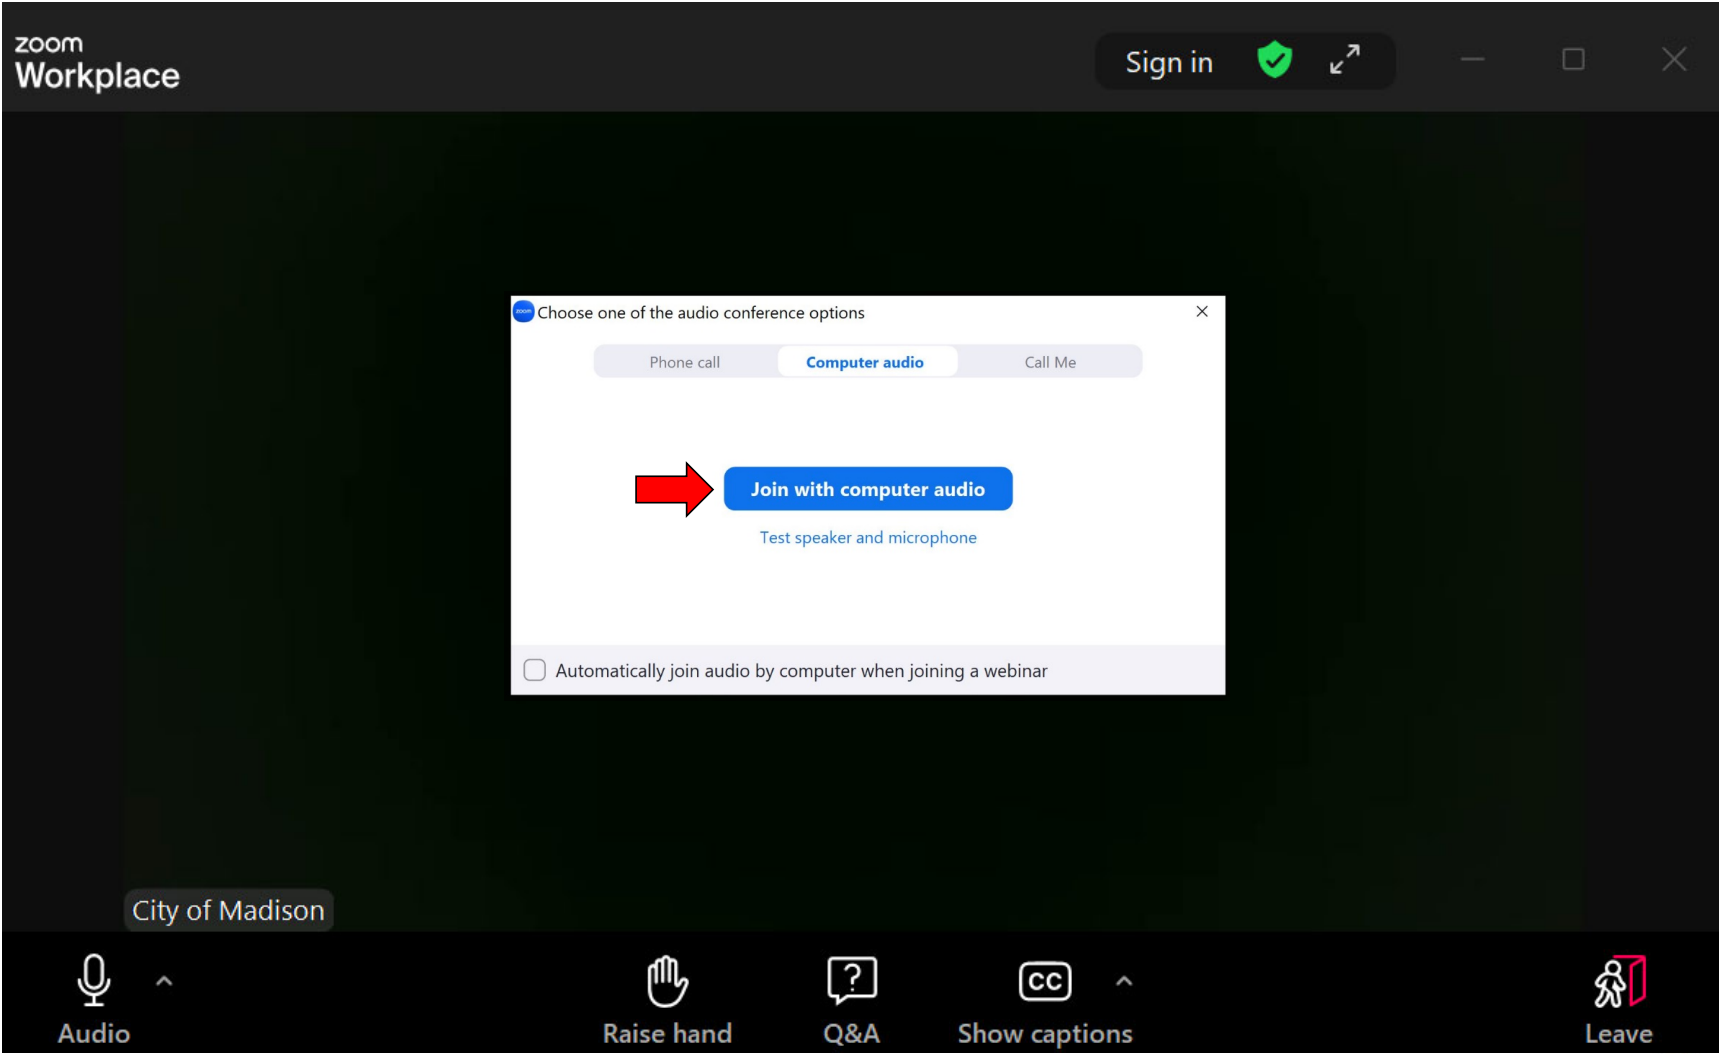 zoom
Workplace
Sign in
zoom Choose one of the audio conference options
Phone call Computer audio Call Me
Join with computer audio
Test speaker and microphone
Automatically join audio by computer when joining a webinar
City of Madison
CC
Audio Raise hand Q&A Show captions Leave